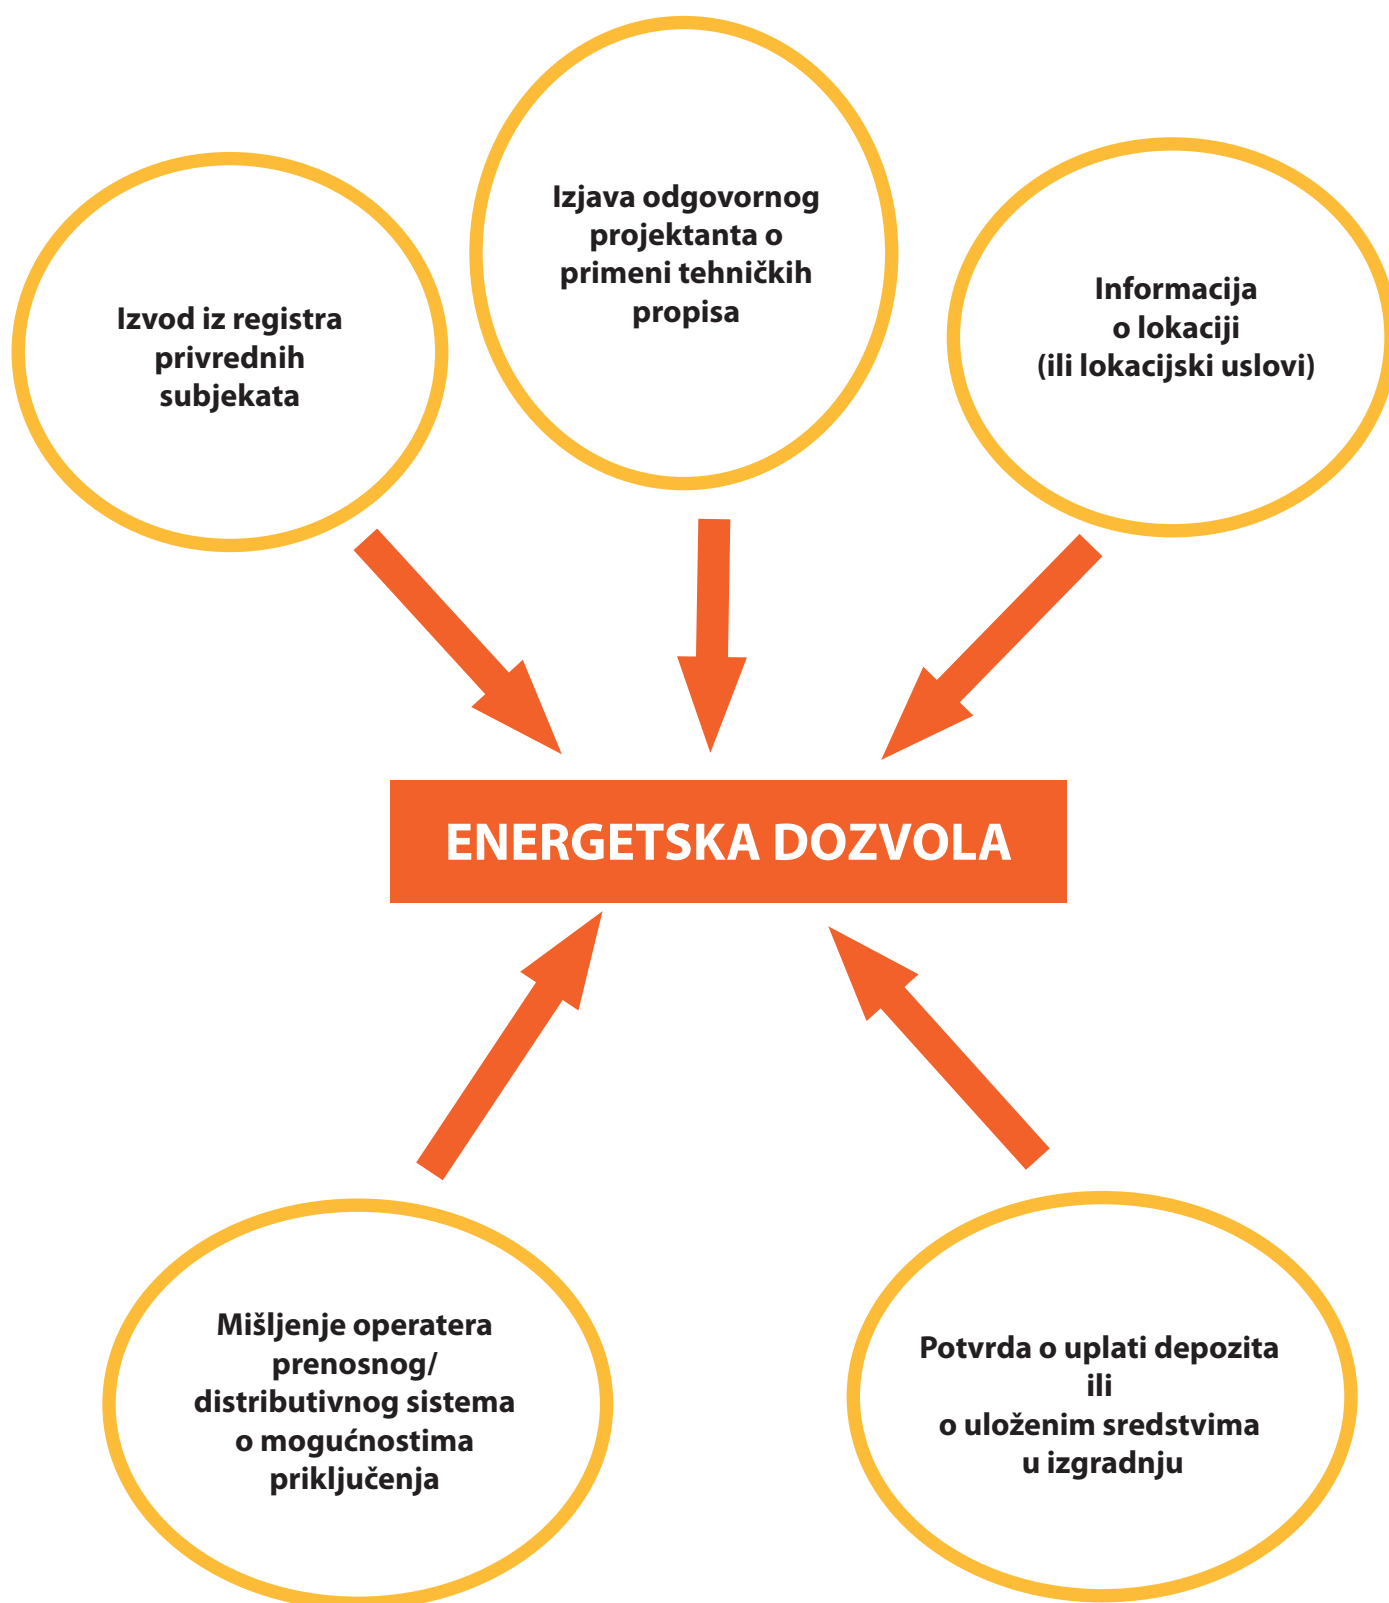 Izvod iz registra
privrednih
subjekata
Izjava odgovornog
projektanta o
primeni tehničkih
propisa
Informacija
o lokaciji
(ili lokacijski uslovi)
ENERGETSKA DOZVOLA
Mišljenje operatera
prenosnog/
distributivnog sistema
o mogućnostima
priključenja
Potvrda o uplati depozita
ili
o uloženim sredstvima
u izgradnju